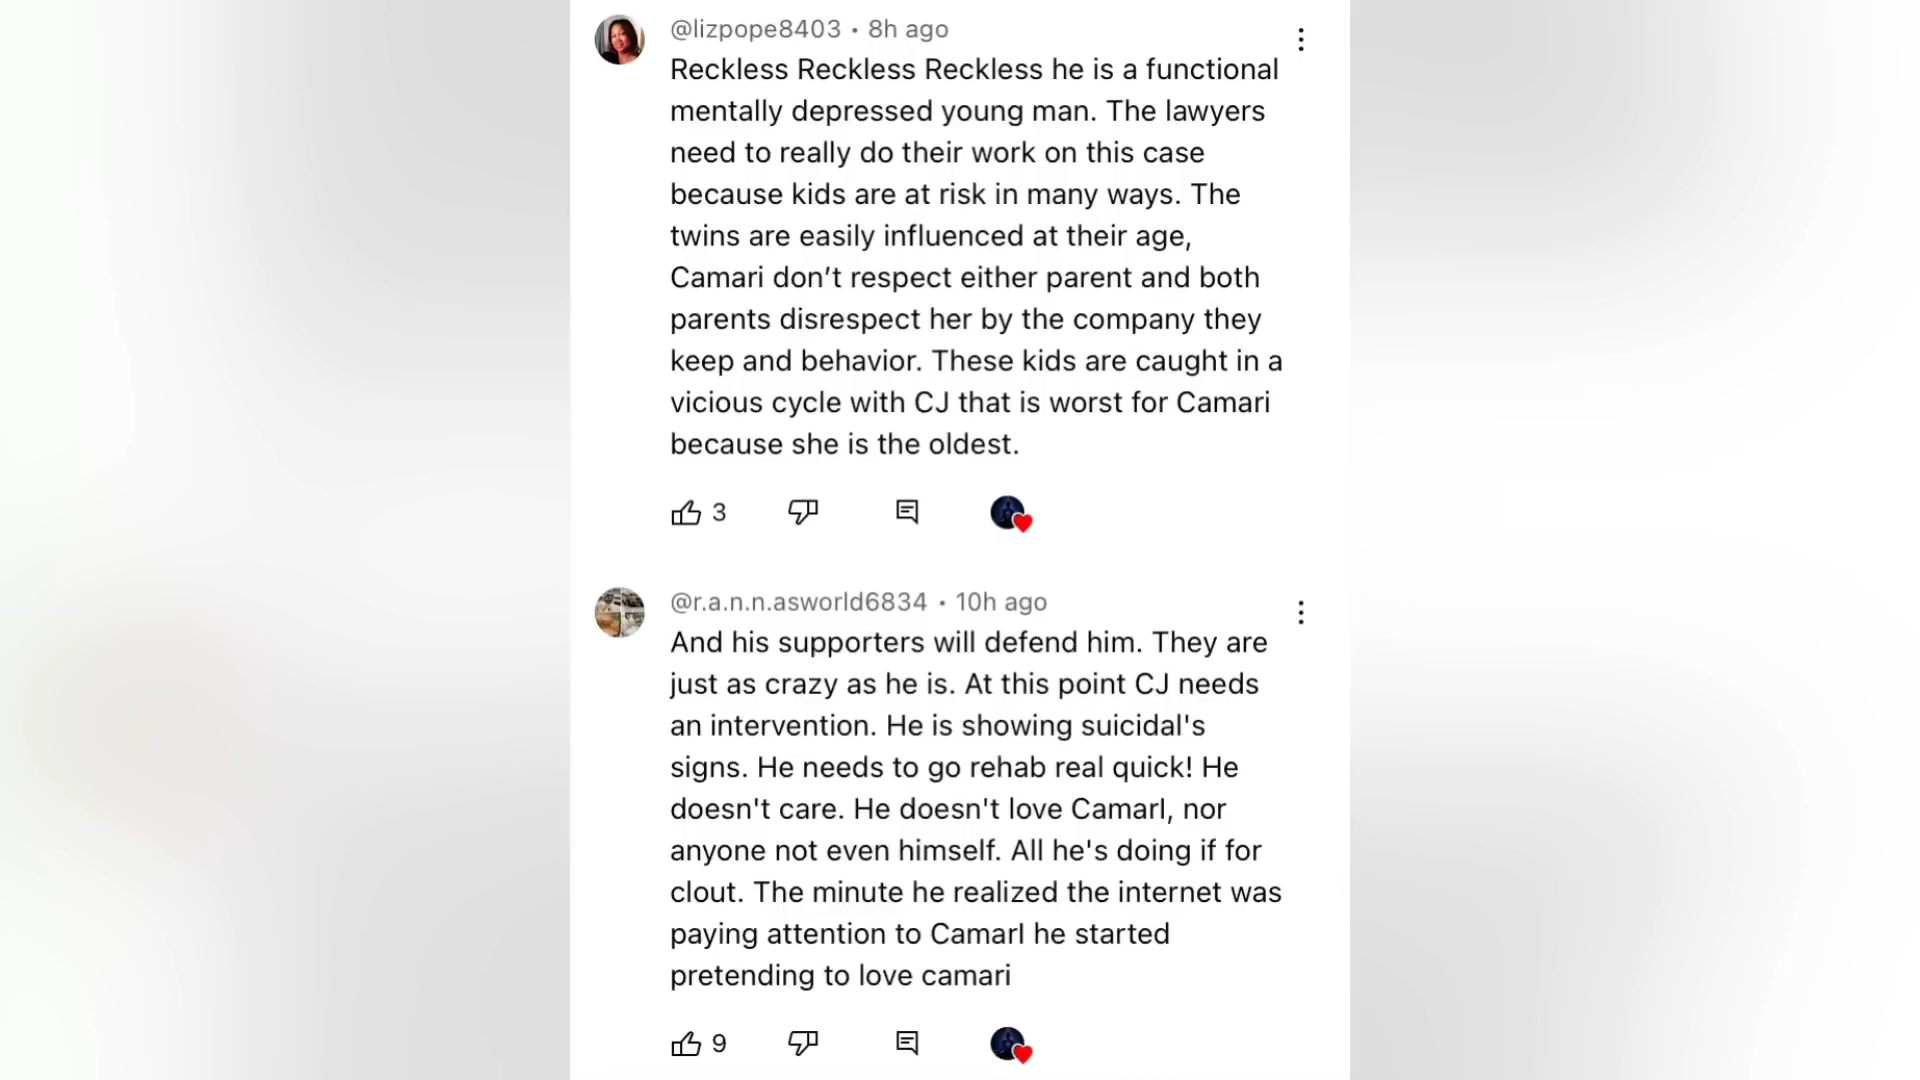 @lizpope8403 • 8h ago
Reckless Reckless Reckless he is a functional
mentally depressed young man. The lawyers
need to really do their work on this case
because kids are at risk in many ways. The
twins are easily influenced at their age,
Camari don’t respect either parent and both
parents disrespect her by the company they
keep and behavior. These kids are caught in a
vicious cycle with CJ that is worst for Camari
because she is the oldest.
3
@r.a.n.n.asworld6834 • 10h ago
And his supporters will defend him. They are
just as crazy as he is. At this point CJ needs
an intervention. He is showing suicidal's
signs. He needs to go rehab real quick! He
doesn't care. He doesn't love Camarl, nor
anyone not even himself. All he's doing if for
clout. The minute he realized the internet was
paying attention to Camarl he started
pretending to love camari
9